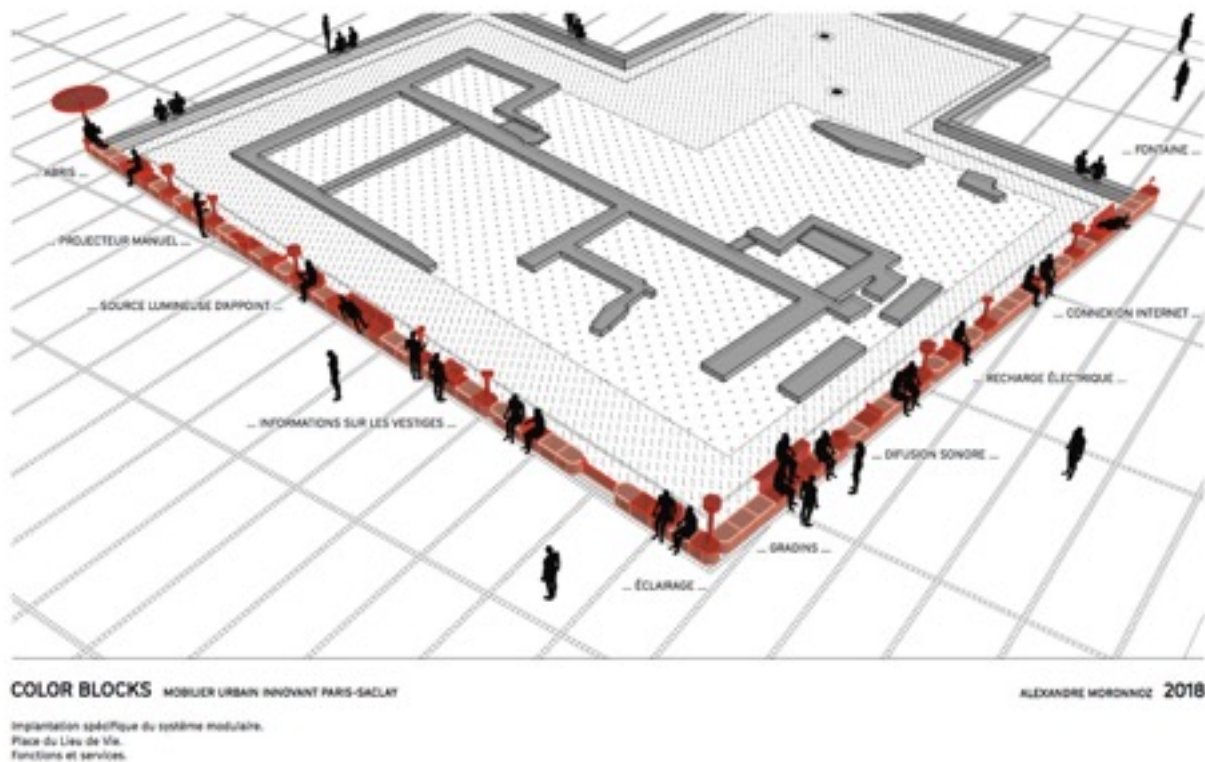 ... FONTAINE ...
... ABRIS ...
... PROJECTEUR MANUEL ...
... SOURCE LUMINEUSE D'APPOINT ...
... CONNEXION INTERNET ...
... RECHARGE ÉLECTRIQUE ...
... INFORMATIONS SUR LES VESTIGES ...
... DIFUSION SONORE ...
... GRADINS ...
... ÉCLAIRAGE ...
COLOR BLOCKS MOBILIER URBAIN INNOVANT PARIS-SACLAY
ALEXANDRE MORONNOZ 2018
Implantation spécifique du système modulaire.
Place du Lieu de Vie.
Fonctions et services.